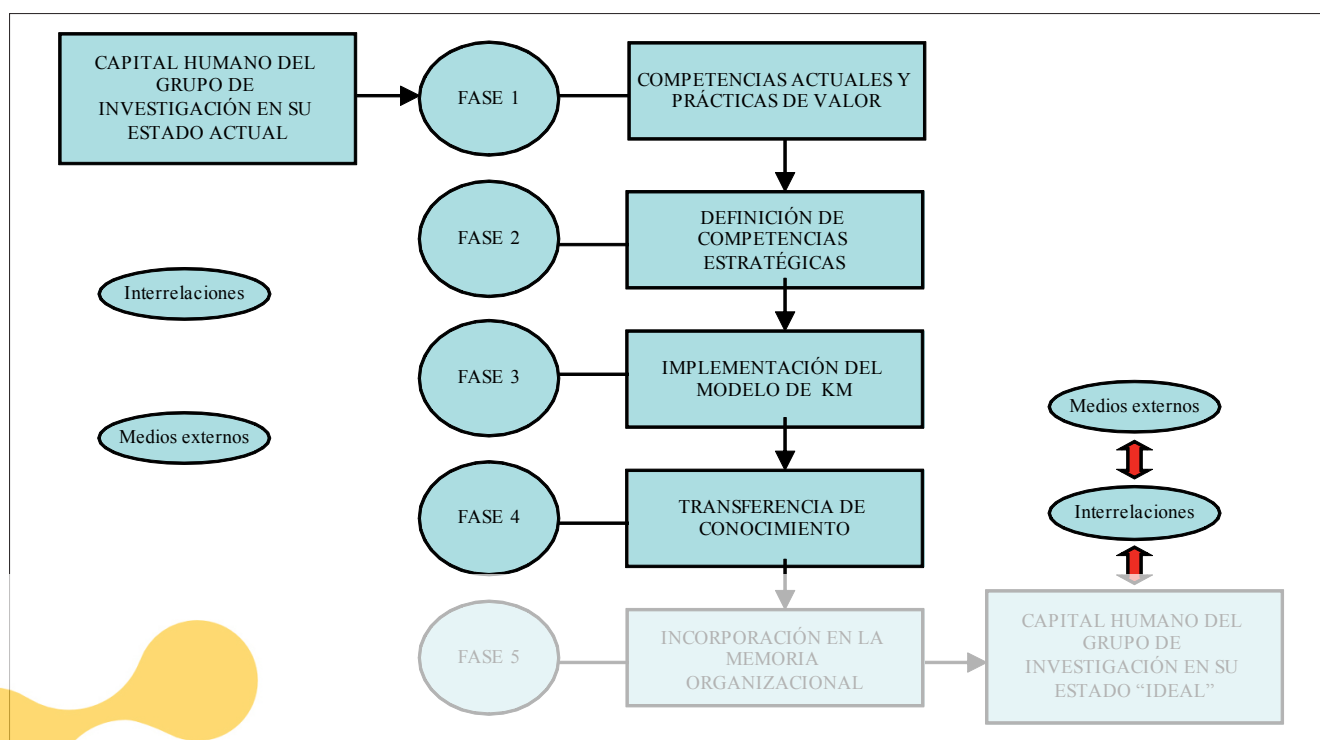 CAPITAL HUMANO DEL
GRUPO DE
INVESTIGACIÓN EN SU
ESTADO ACTUAL
FASE 1
COMPETENCIAS ACTUALES Y
PRÁCTICAS DE VALOR
FASE 2
DEFINICIÓN DE
COMPETENCIAS
ESTRATÉGICAS
Interrelaciones
FASE 3
IMPLEMENTACIÓN DEL
MODELO DE KM
Medios externos
Medios externos
FASE 4
TRANSFERENCIA DE
CONOCIMIENTO
Interrelaciones
FASE 5
INCORPORACIÓN EN LA
MEMORIA
ORGANIZACIONAL
CAPITAL HUMANO DEL
GRUPO DE
INVESTIGACIÓN EN SU
ESTADO “IDEAL”